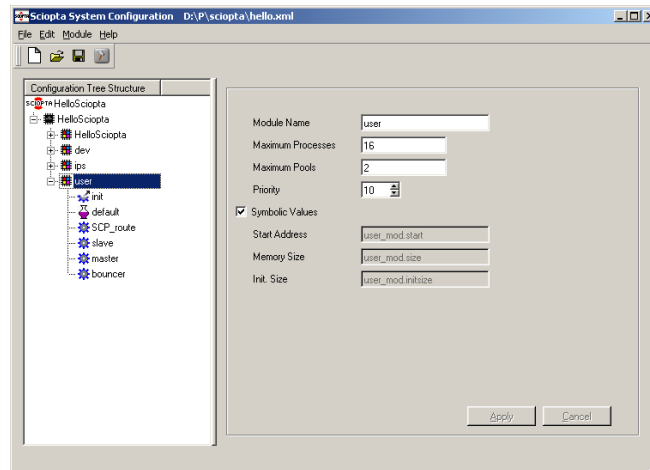 Sciopta System Configuration D:\P\sciopta\hello.xml
File Edit Module Help
Configuration Tree Structure
SCIOPTA HelloSciopta
HelloSciopta
HelloSciopta
dev
ips
user
init
default
SCP_route
slave
master
bouncer
Module Name user
Maximum Processes 16
Maximum Pools 2
Priority 10
Symbolic Values
Start Address user_mod.start
Memory Size user_mod.size
Init. Size user_mod.initsize
Apply Cancel